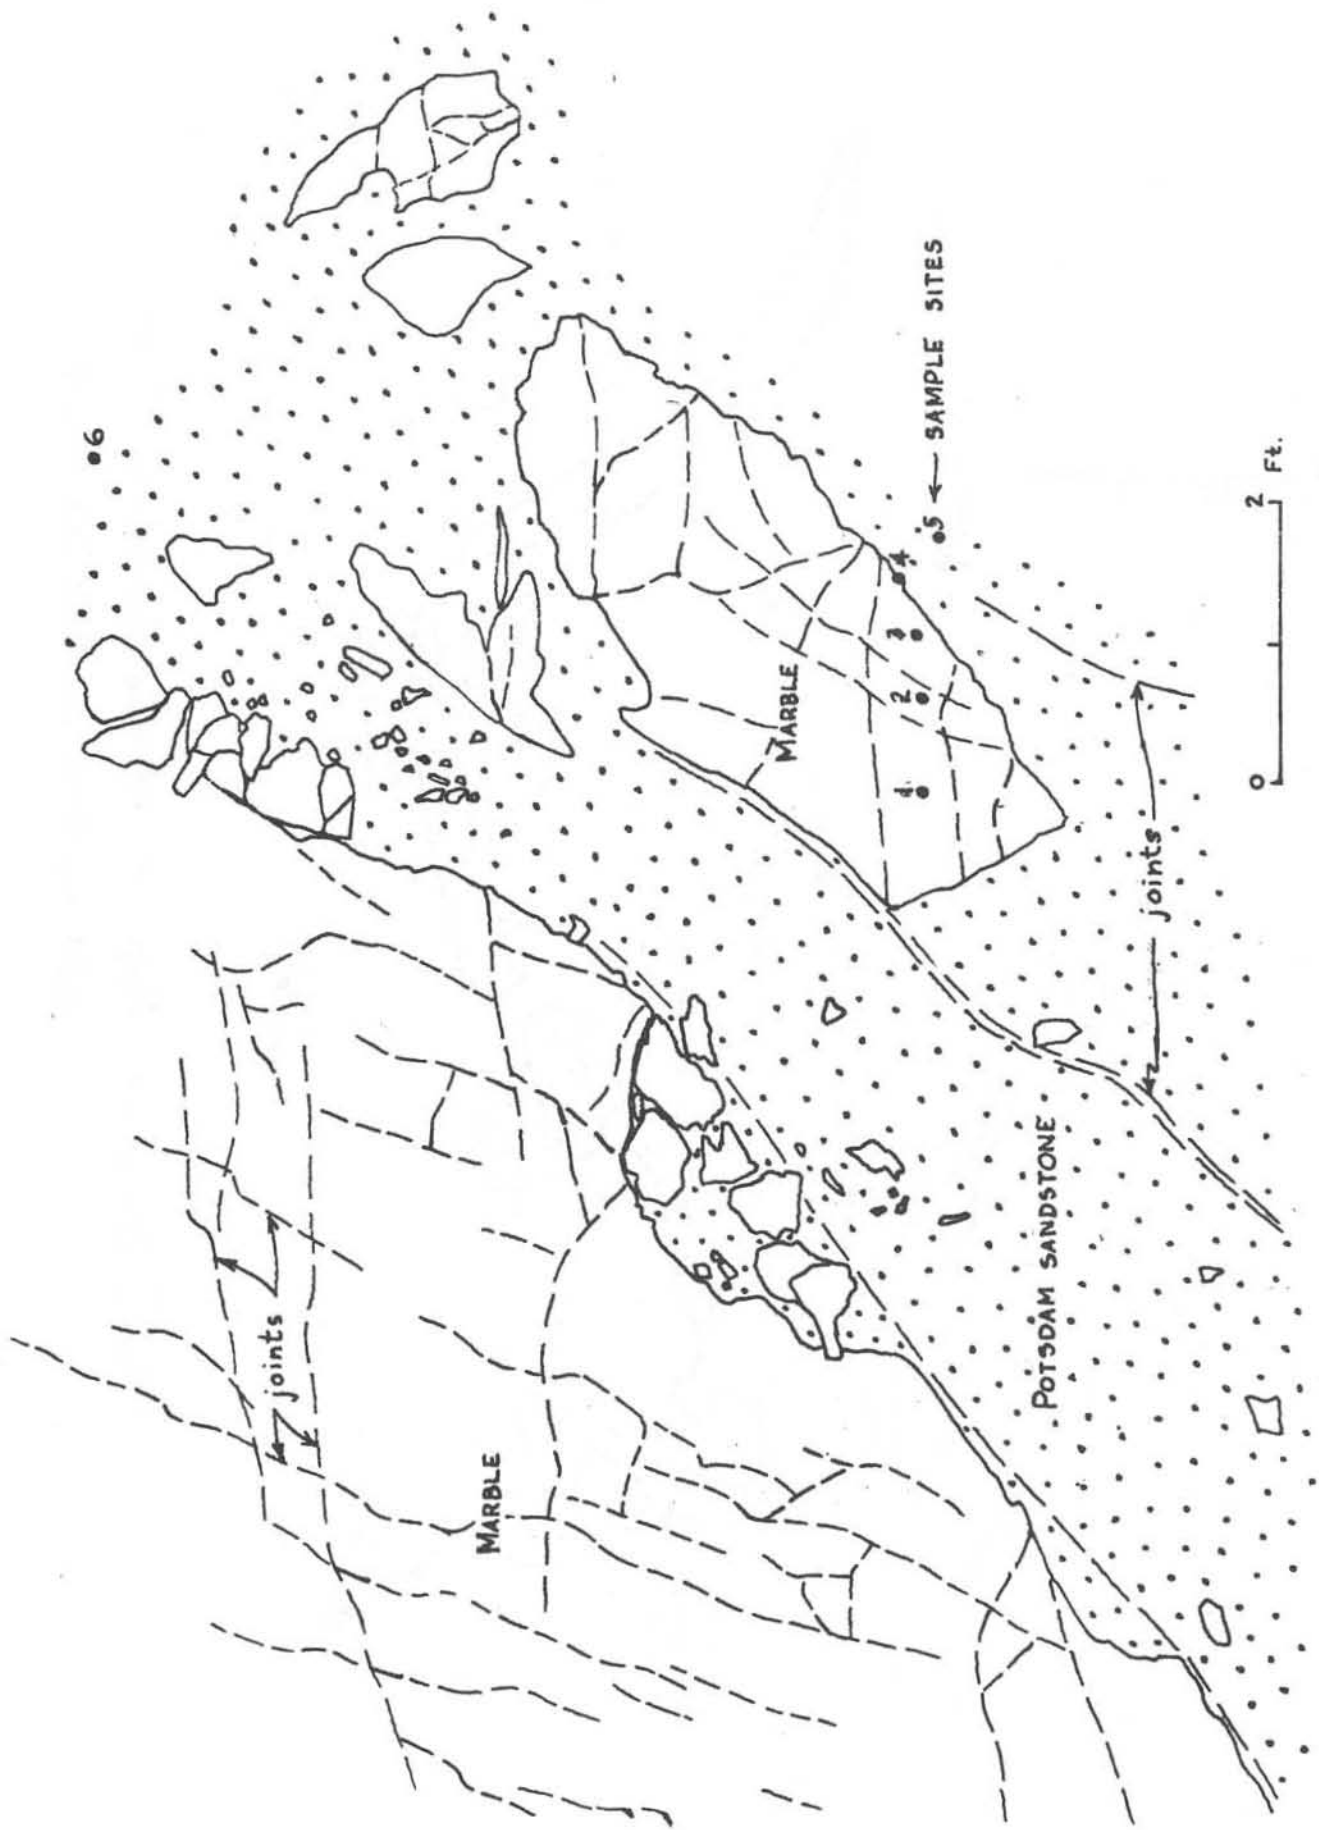 6
joints
MARBLE
MARBLE
1
2
3
4
5 ← SAMPLE SITES
POTSDAM SANDSTONE
joints
0 2 Ft.